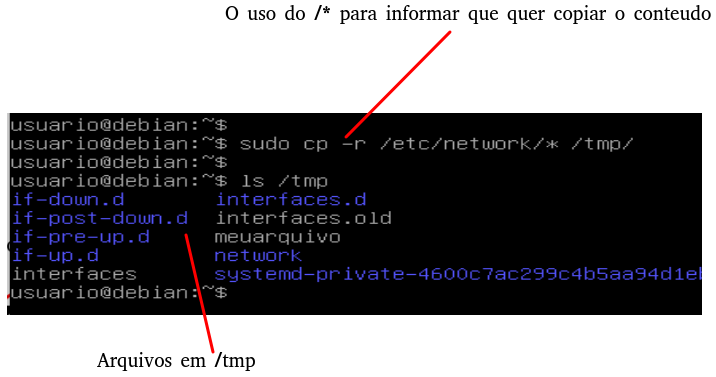 O uso do /* para informar que quer copiar o conteudo
usuario@debian:~$
usuario@debian:~$ sudo cp -r /etc/network/* /tmp/
usuario@debian:~$
usuario@debian:~$ ls /tmp
if-down.d interfaces.d
if-post-down.d interfaces.old
if-pre-up.d meuarquivo
if-up.d network
interfaces systemd-private-4600c7ac299c4b5aa94d1eb
usuario@debian:~$
Arquivos em /tmp